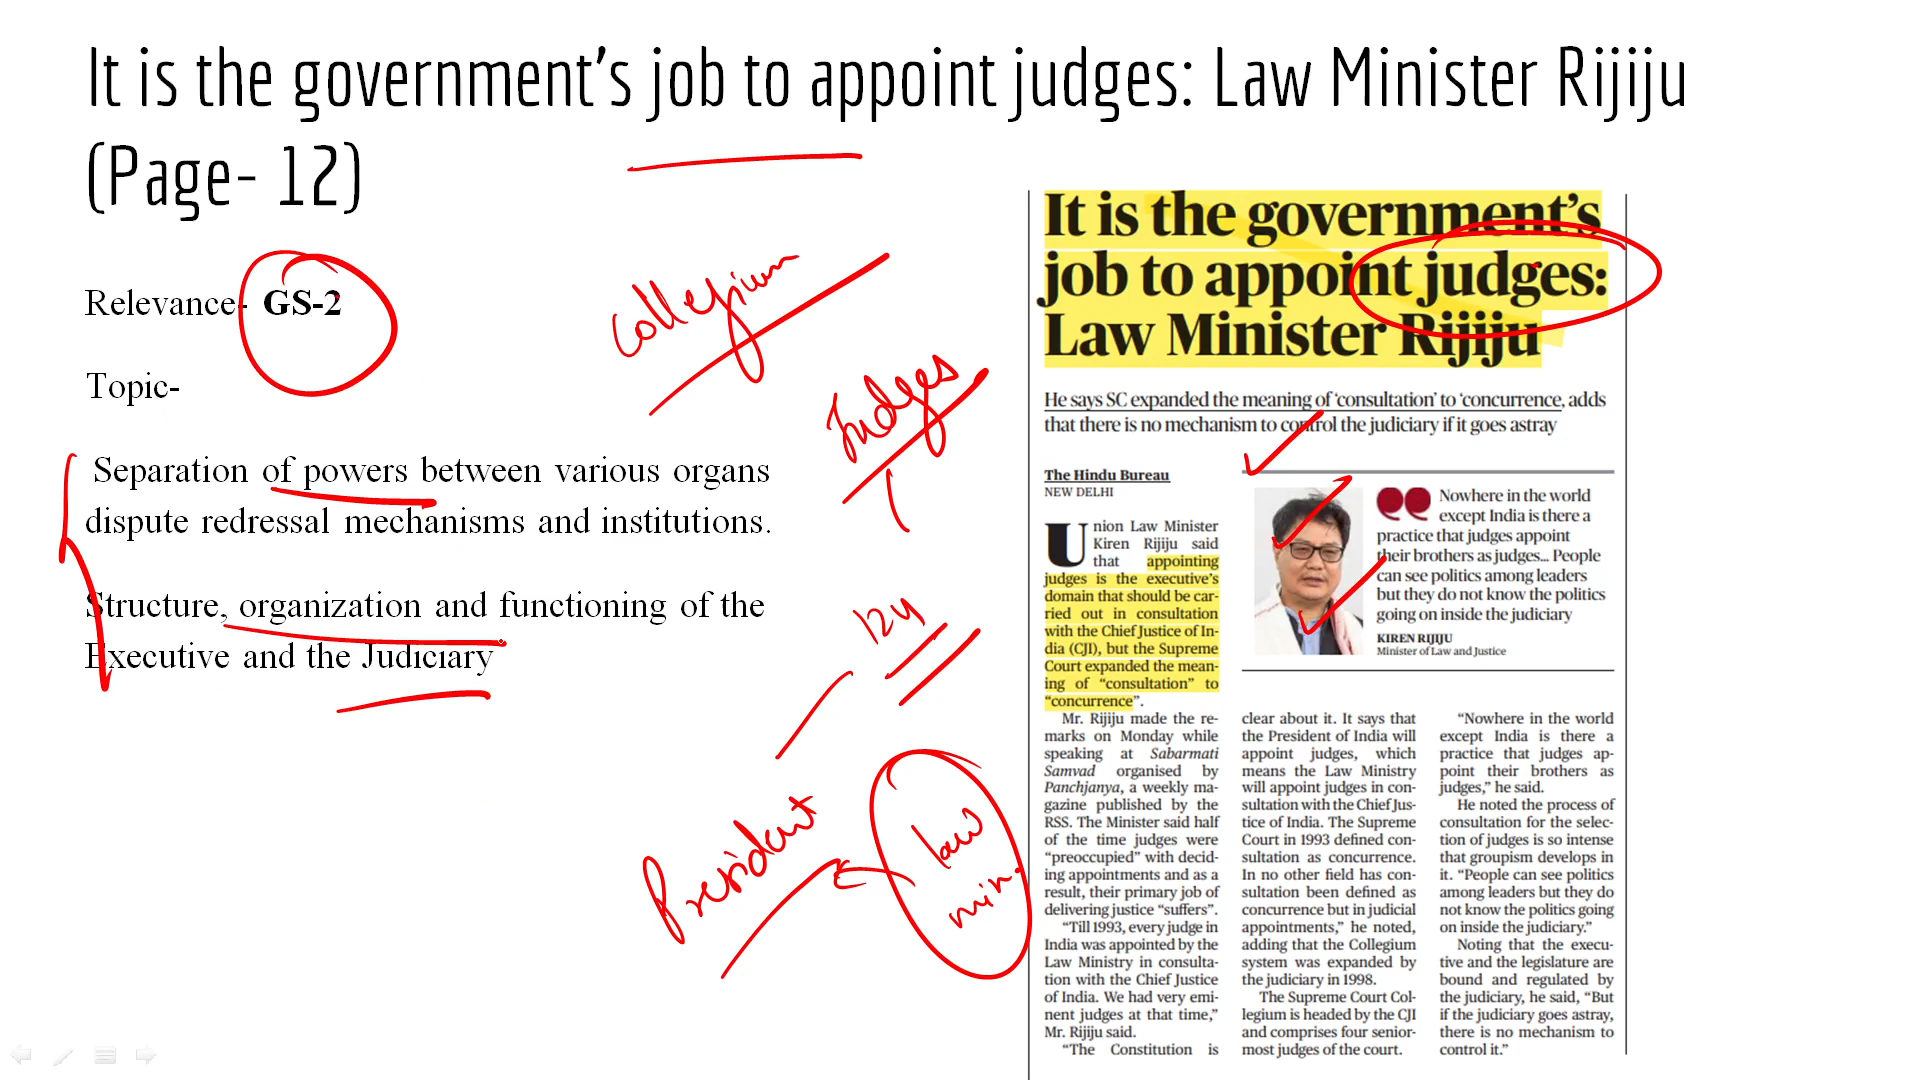 It is the government’s job to appoint judges: Law Minister Rijiju
(Page- 12)
Relevance- GS-2
Topic-
Separation of powers between various organs
dispute redressal mechanisms and institutions.
Structure, organization and functioning of the
Executive and the Judiciary
Collegium
Judges
124
President
law
min.
It is the government’s
job to appoint judges:
Law Minister Rijiju
He says SC expanded the meaning of ‘consultation’ to ‘concurrence, adds
that there is no mechanism to control the judiciary if it goes astray
The Hindu Bureau
NEW DELHI
Union Law Minister
Kiren Rijiju said
that appointing
judges is the executive’s
domain that should be car-
ried out in consultation
with the Chief Justice of In-
dia (CJI), but the Supreme
Court expanded the mean-
ing of “consultation” to
“concurrence”.
Mr. Rijiju made the re-
marks on Monday while
speaking at Sabarmati
Samvad organised by
Panchjanya, a weekly ma-
gazine published by the
RSS. The Minister said half
of the time judges were
“preoccupied” with decid-
ing appointments and as a
result, their primary job of
delivering justice “suffers”.
“Till 1993, every judge in
India was appointed by the
Law Ministry in consulta-
tion with the Chief Justice
of India. We had very emi-
nent judges at that time,”
Mr. Rijiju said.
“The Constitution is
Nowhere in the world
except India is there a
practice that judges appoint
their brothers as judges... People
can see politics among leaders
but they do not know the politics
going on inside the judiciary
KIREN RIJIJU
Minister of Law and Justice
clear about it. It says that
the President of India will
appoint judges, which
means the Law Ministry
will appoint judges in con-
sultation with the Chief Jus-
tice of India. The Supreme
Court in 1993 defined con-
sultation as concurrence.
In no other field has con-
sultation been defined as
concurrence but in judicial
appointments,” he noted,
adding that the Collegium
system was expanded by
the judiciary in 1998.
The Supreme Court Col-
legium is headed by the CJI
and comprises four senior-
most judges of the court.
“Nowhere in the world
except India is there a
practice that judges ap-
point their brothers as
judges,” he said.
He noted the process of
consultation for the selec-
tion of judges is so intense
that groupism develops in
it. “People can see politics
among leaders but they do
not know the politics going
on inside the judiciary.”
Noting that the execu-
tive and the legislature are
bound and regulated by
the judiciary, he said, “But
if the judiciary goes astray,
there is no mechanism to
control it.”